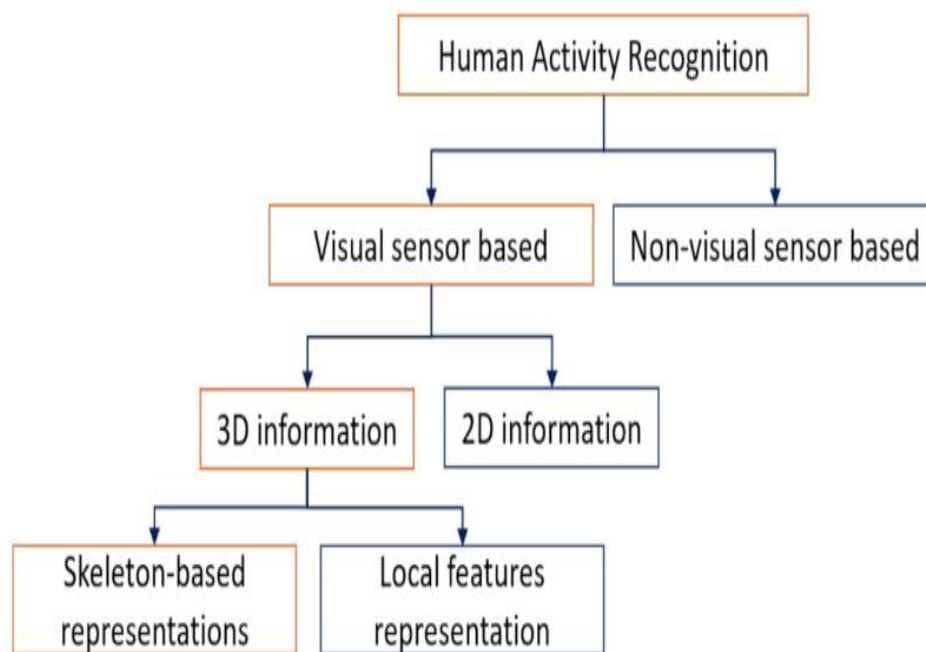 Human Activity Recognition
Visual sensor based
Non-visual sensor based
3D information
2D information
Skeleton-based
representations
Local features
representation